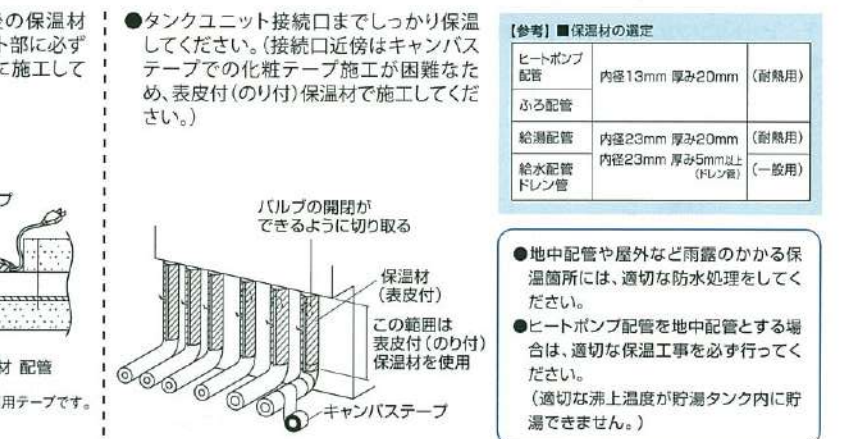 後の保温材
ト部に必ず
に施工して
プ
材 配管
用テープです。
●タンクユニット接続口までしっかり保温
してください。(接続口近傍はキャンバス
テープでの化粧テープ施工が困難なた
め、表皮付(のり付)保温材で施工してくだ
さい。)
バルブの開閉が
できるように切り取る
保温材
(表皮付)
この範囲は
表皮付(のり付)
保温材を使用
キャンバステープ
【参考】■保温材の選定
ヒートポンプ
配管
内径13mm 厚み20mm (耐熱用)
ふろ配管
給湯配管 内径23mm 厚み20mm (耐熱用)
給水配管
ドレン管
内径23mm 厚み5mm以上
(ドレン管)
(一般用)
●地中配管や屋外など雨露のかかる保
温箇所には、適切な防水処理をしてく
ださい。
●ヒートポンプ配管を地中配管とする場
合は、適切な保温工事を必ず行ってく
ださい。
(適切な沸上温度が貯湯タンク内に貯
湯できません。)